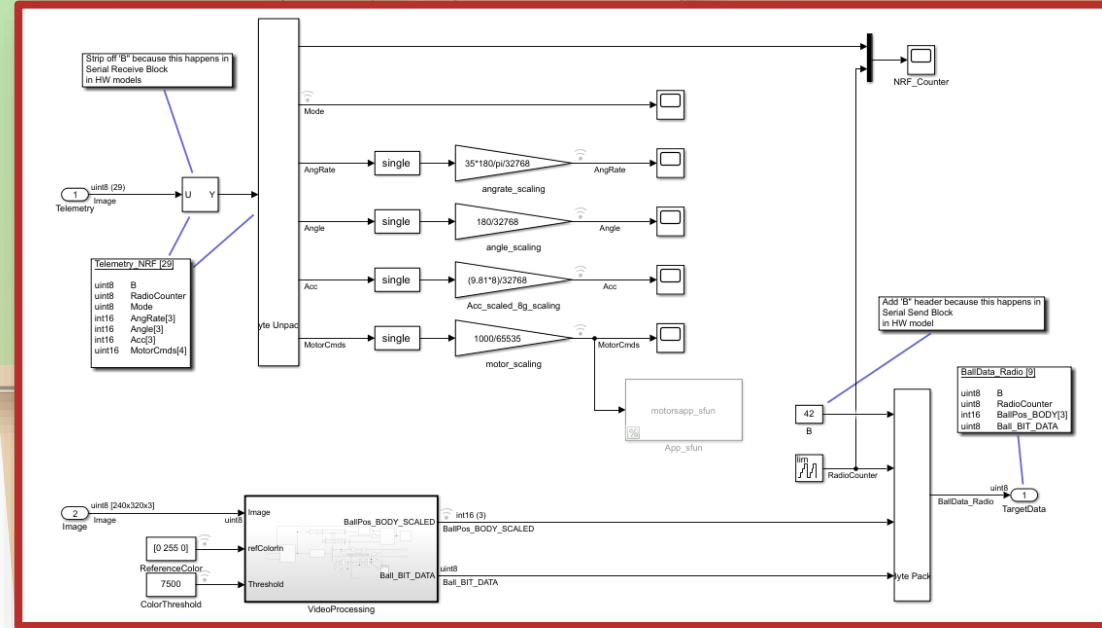 Strip off 'B" because this happens in
Serial Receive Block
in HW models
NRF_Counter
Mode
single
35*180/pi/32768
AngRate
angrate_scaling
AngRate
1
uint8 (29)
Image
Telemetry
U Y
single
180/32768
Angle
angle_scaling
Angle
Telemetry_NRF [29]
uint8 B
uint8 RadioCounter
uint8 Mode
int16 AngRate[3]
int16 Angle[3]
int16 Acc[3]
uint16 MotorCmds[4]
single
(9.81*8)/32768
Acc
Acc_scaled_8g_scaling
Acc
yte Unpac
single
1000/65535
MotorCmds
motor_scaling
MotorCmds
Add 'B" header because this happens in
Serial Send Block
in HW model
motorsapp_sfun
App_sfun
BallData_Radio [9]
uint8 B
uint8 RadioCounter
int16 BallPos_BODY[3]
uint8 Ball_BIT_DATA
42
B
lim
RadioCounter
uint8
BallData_Radio
1
TargetData
2
uint8 [240x320x3]
Image
Image
uint8
Image
BallPos_BODY_SCALED
int16 (3)
BallPos_BODY_SCALED
[0 255 0]
ReferenceColor
refColorIn
7500
ColorThreshold
Threshold
Ball_BIT_DATA
uint8
Ball_BIT_DATA
yte Pack
VideoProcessing